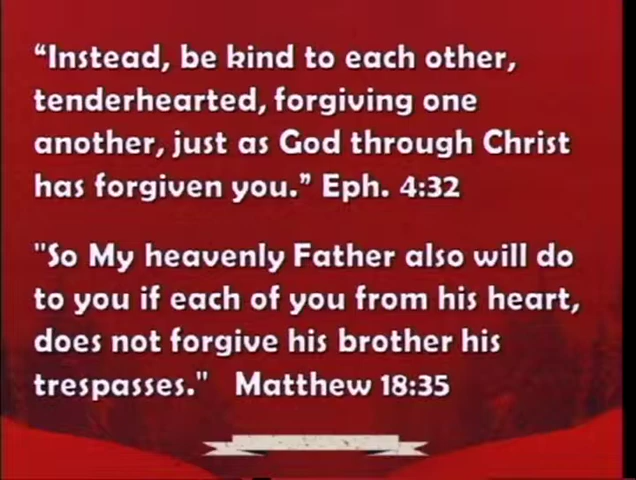 “Instead, be kind to each other,
tenderhearted, forgiving one
another, just as God through Christ
has forgiven you.” Eph. 4:32
"So My heavenly Father also will do
to you if each of you from his heart,
does not forgive his brother his
trespasses." Matthew 18:35